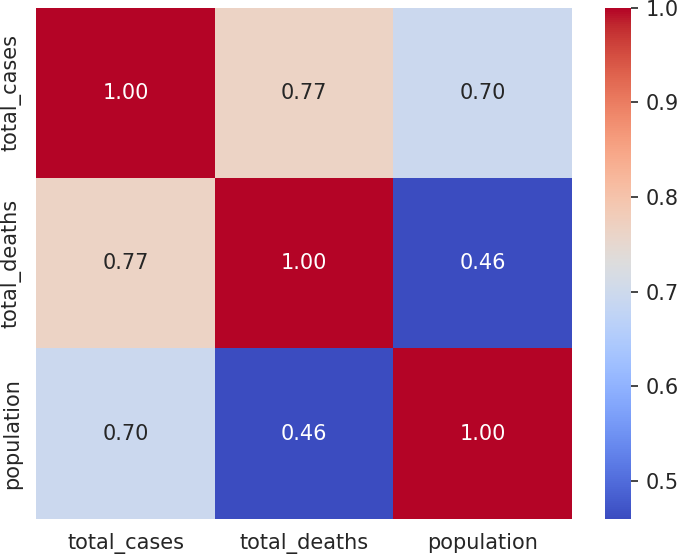 total_cases
1.00
0.77
0.70
total_deaths
0.77
1.00
0.46
population
0.70
0.46
1.00
total_cases
total_deaths
population
1.0
0.9
0.8
0.7
0.6
0.5